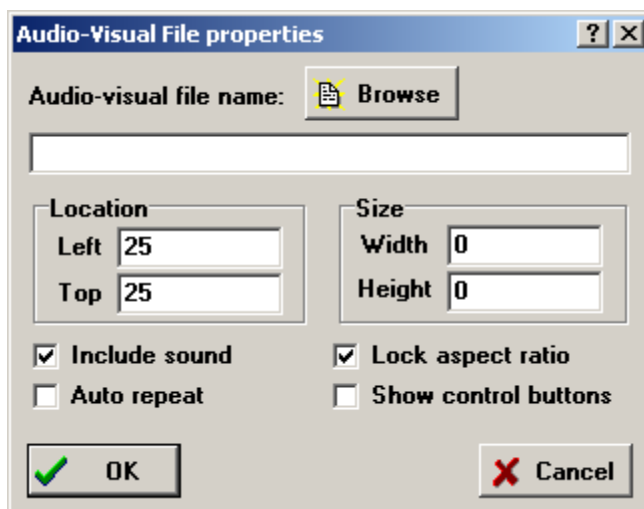 Audio-Visual File properties
Audio-visual file name: Browse
Location
Left 25
Top 25
Size
Width 0
Height 0
Include sound
Lock aspect ratio
Auto repeat
Show control buttons
OK
Cancel